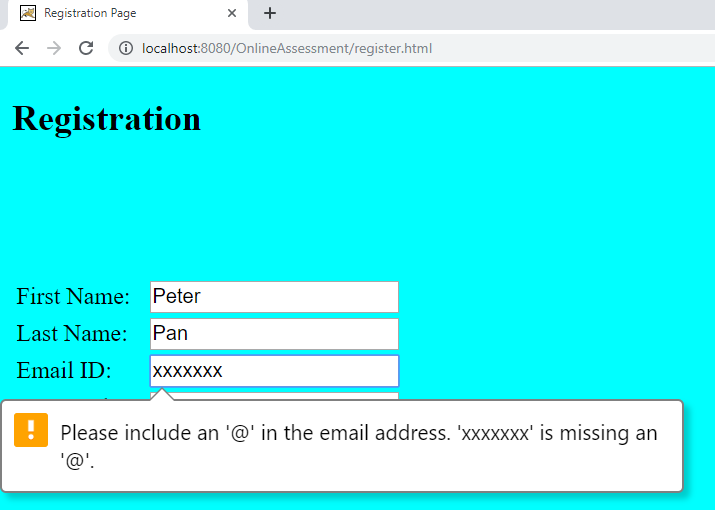 Registration Page
localhost:8080/OnlineAssessment/register.html
Registration
First Name: Peter
Last Name: Pan
Email ID: xxxxxxx
Please include an '@' in the email address. 'xxxxxxx' is missing an
'@'.